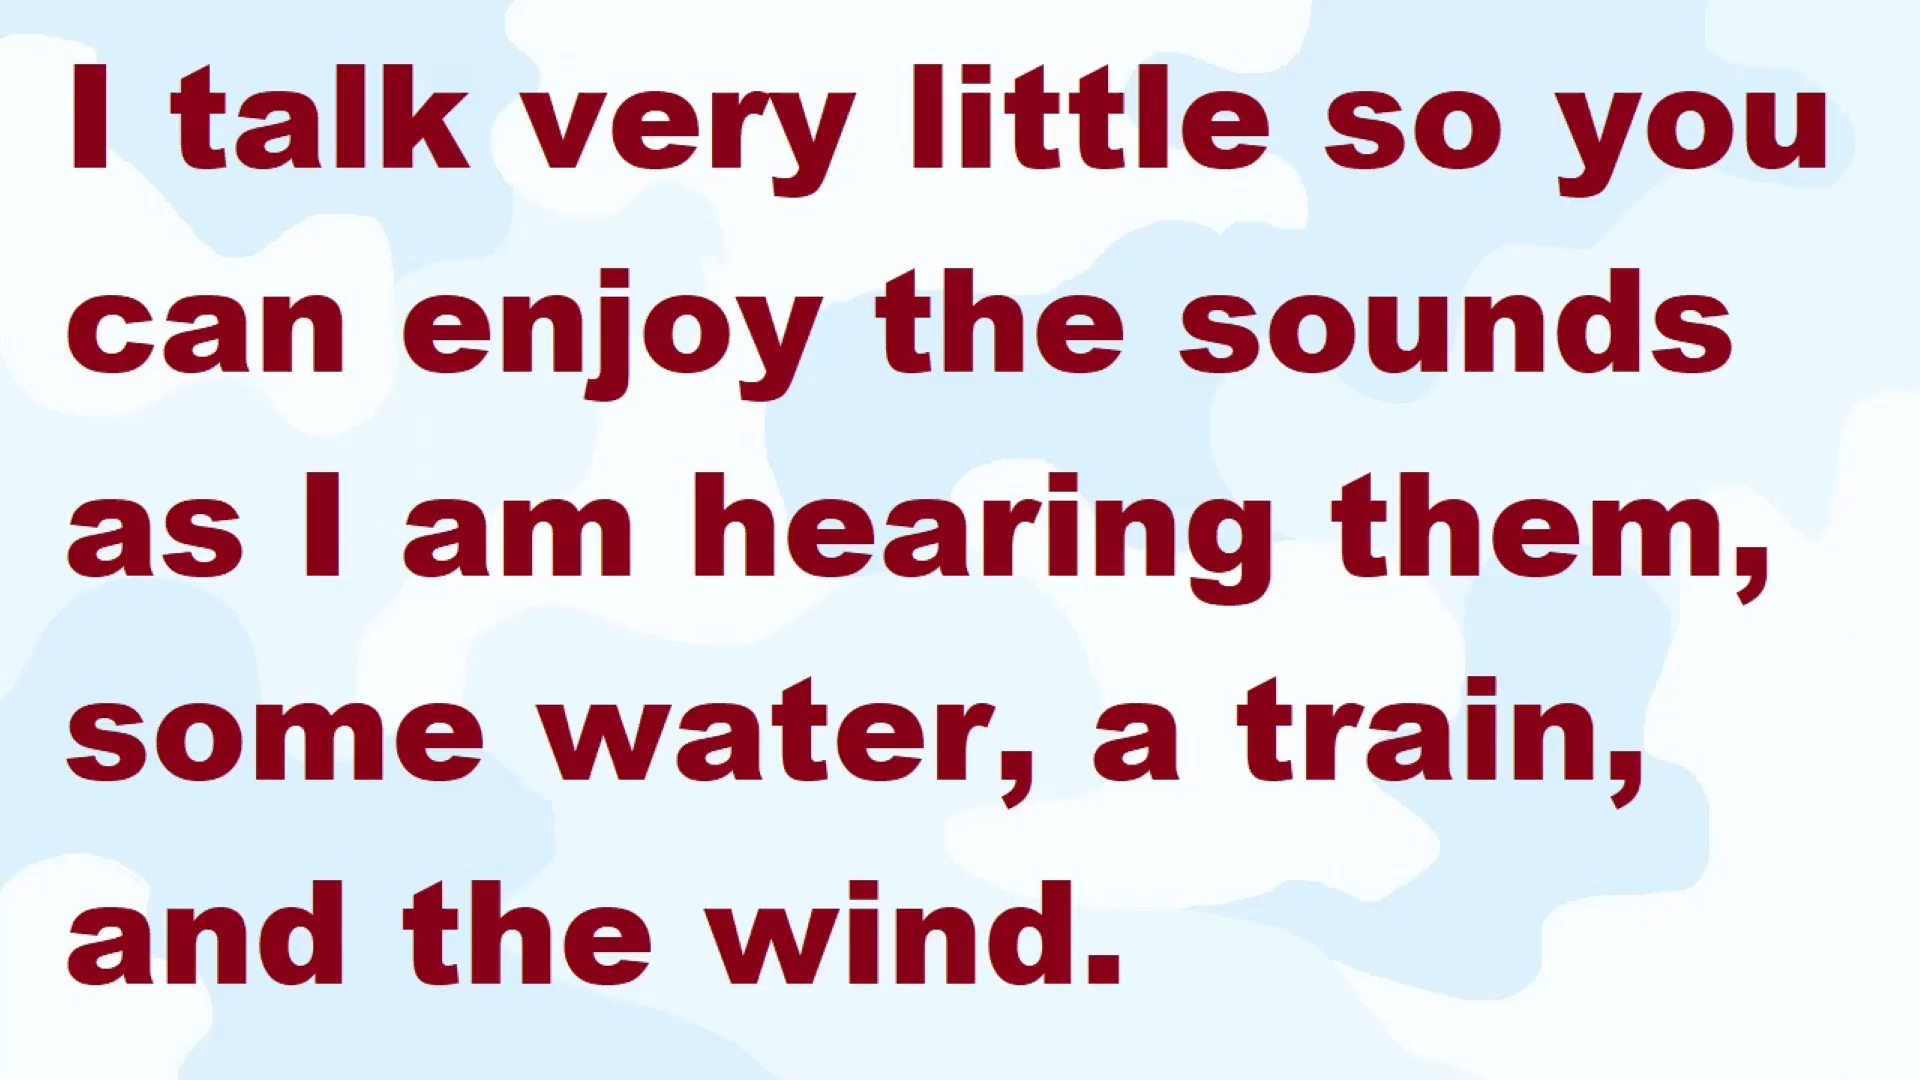 I talk very little so you
can enjoy the sounds
as I am hearing them,
some water, a train,
and the wind.